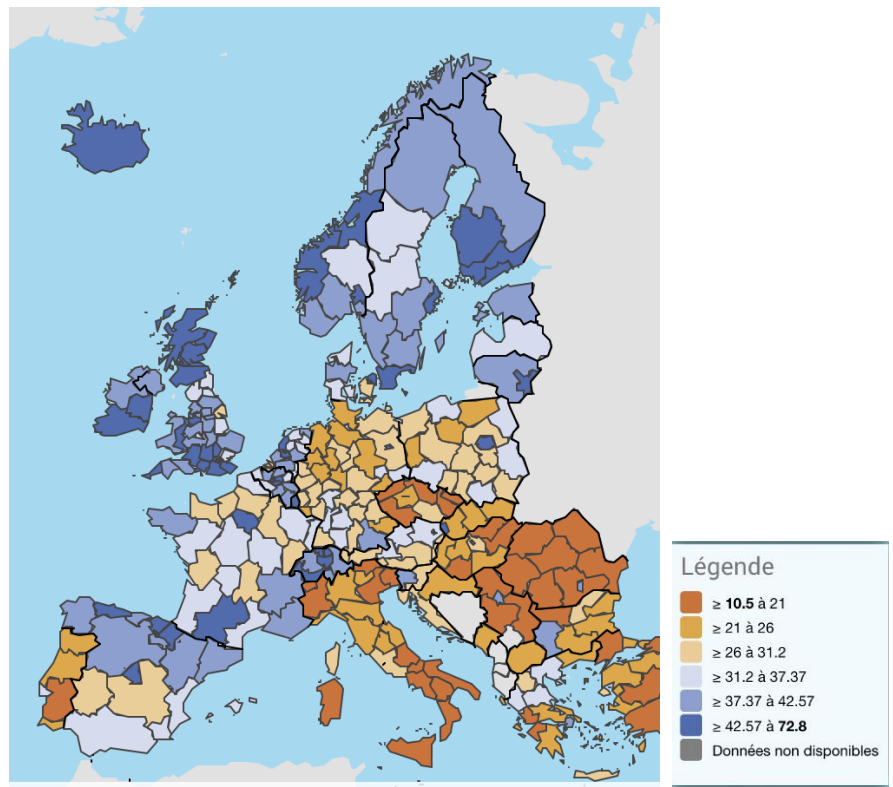 Légende
≥ 10.5 à 21
≥ 21 à 26
≥ 26 à 31.2
≥ 31.2 à 37.37
≥ 37.37 à 42.57
≥ 42.57 à 72.8
Données non disponibles